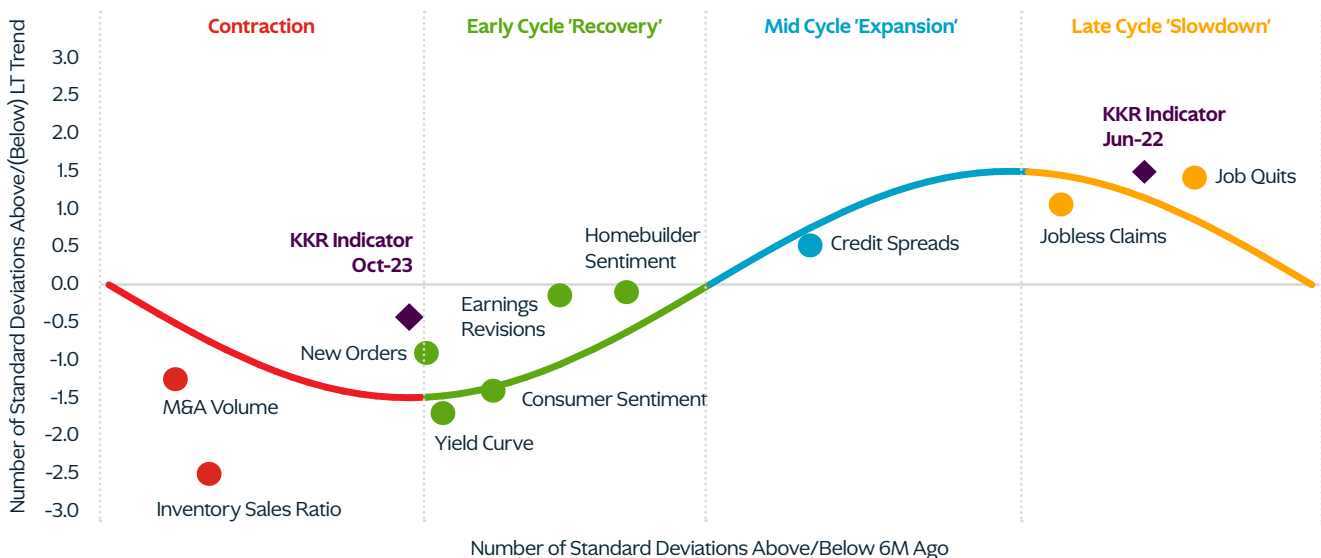 Contraction
Early Cycle 'Recovery'
Mid Cycle 'Expansion'
Late Cycle 'Slowdown'
Number of Standard Deviations Above/(Below) LT Trend
3.0
2.5
2.0
1.5
1.0
0.5
0.0
-0.5
-1.0
-1.5
-2.0
-2.5
-3.0
KKR Indicator
Jun-22
Job Quits
Jobless Claims
Homebuilder
Sentiment
Credit Spreads
KKR Indicator
Oct-23
Earnings
Revisions
New Orders
M&A Volume
Consumer Sentiment
Yield Curve
Inventory Sales Ratio
Number of Standard Deviations Above/Below 6M Ago